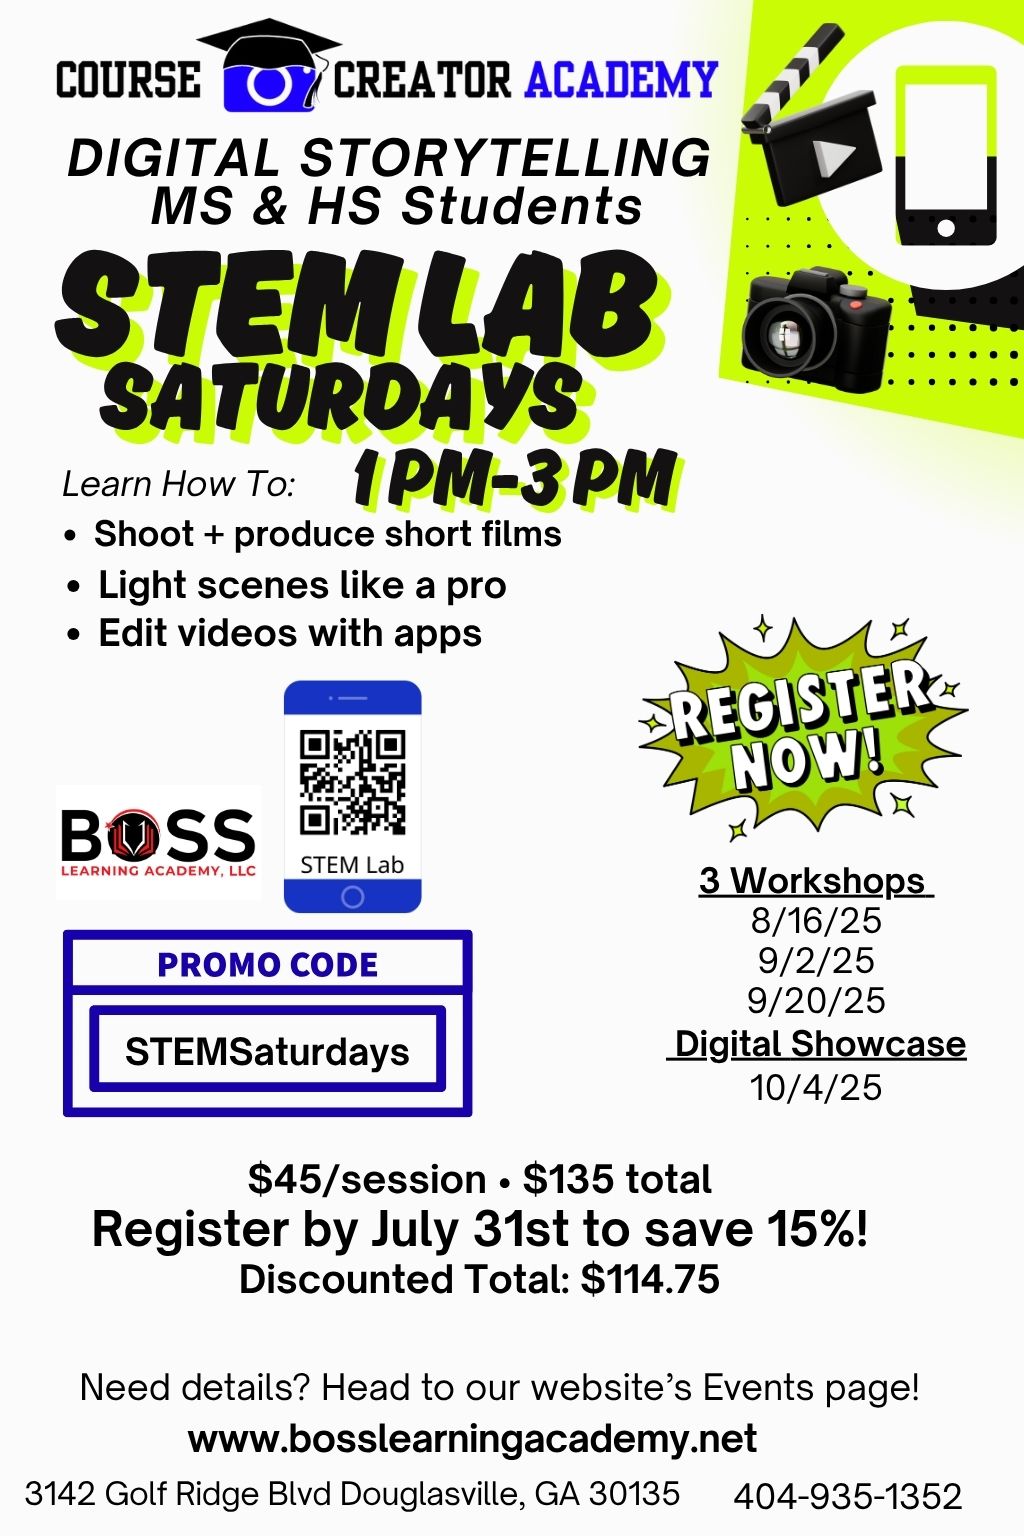 COURSE CREATOR ACADEMY
DIGITAL STORYTELLING
MS & HS Students
STEM LAB
SATURDAYS
1 PM-3 PM
Learn How To:
• Shoot + produce short films
• Light scenes like a pro
• Edit videos with apps
REGISTER
NOW!
STEM Lab
BOSS
LEARNING ACADEMY, LLC
3 Workshops
8/16/25
9/2/25
9/20/25
Digital Showcase
10/4/25
PROMO CODE
STEMSaturdays
$45/session • $135 total
Register by July 31st to save 15%!
Discounted Total: $114.75
Need details? Head to our website’s Events page!
www.bosslearningacademy.net
3142 Golf Ridge Blvd Douglasville, GA 30135 404-935-1352